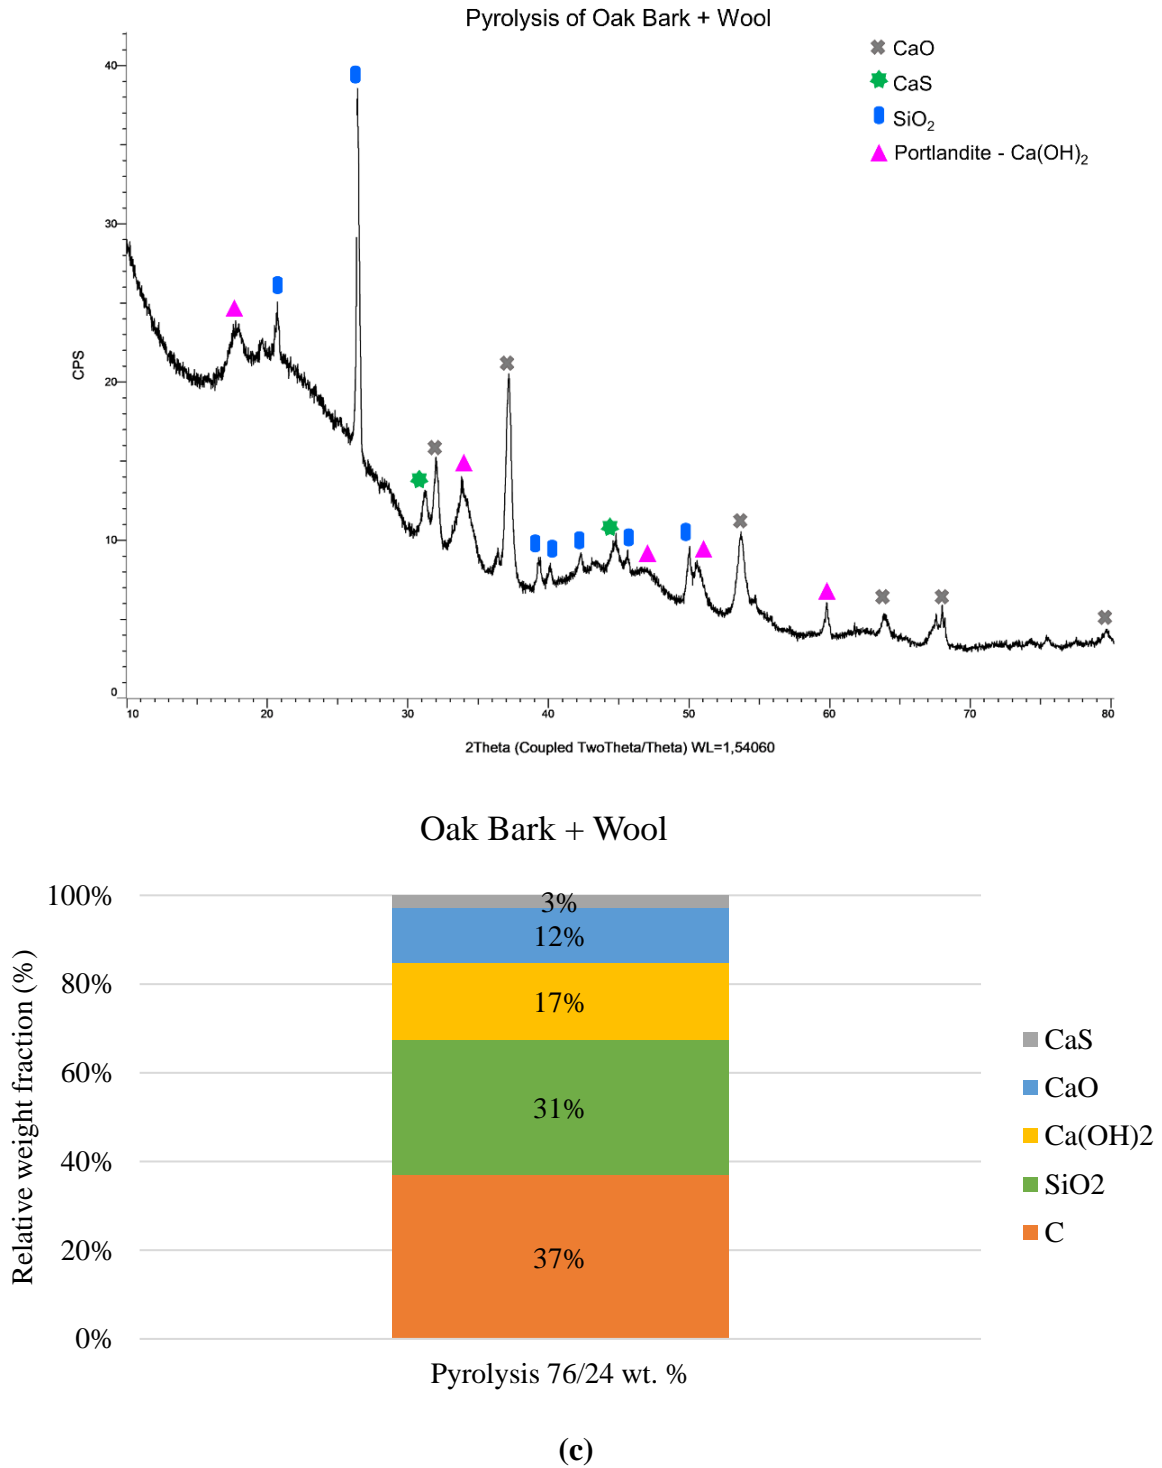 Pyrolysis of Oak Bark + Wool
CaO
CaS
SiO₂
Portlandite - Ca(OH)₂
40
30
20
10
0
CPS
10 20 30 40 50 60 70 80
2Theta (Coupled TwoTheta/Theta) WL=1,54060
Oak Bark + Wool
100%
80%
60%
40%
20%
0%
Relative weight fraction (%)
3%
12%
17%
31%
37%
CaS
CaO
Ca(OH)2
SiO2
C
Pyrolysis 76/24 wt. %
(c)